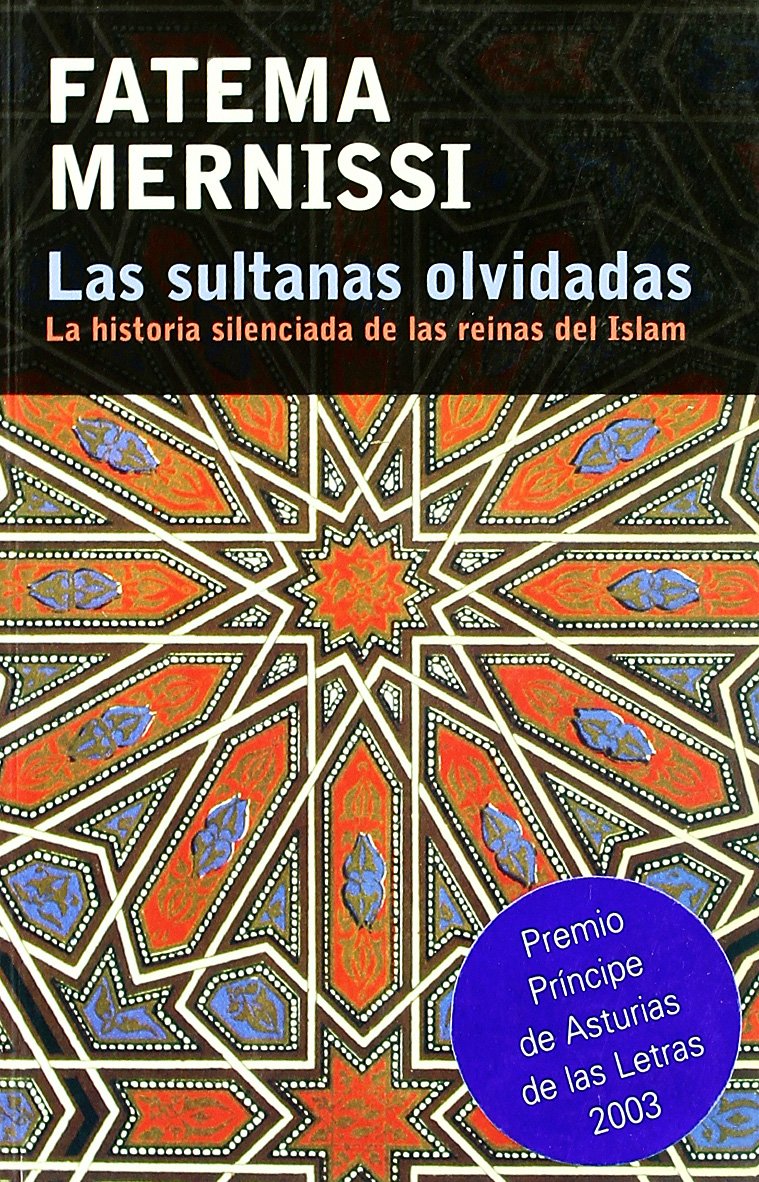 FATEMA
MERNISSI
Las sultanas olvidadas
La historia silenciada de las reinas del Islam
Premio
Príncipe
de Asturias
de las Letras
2003